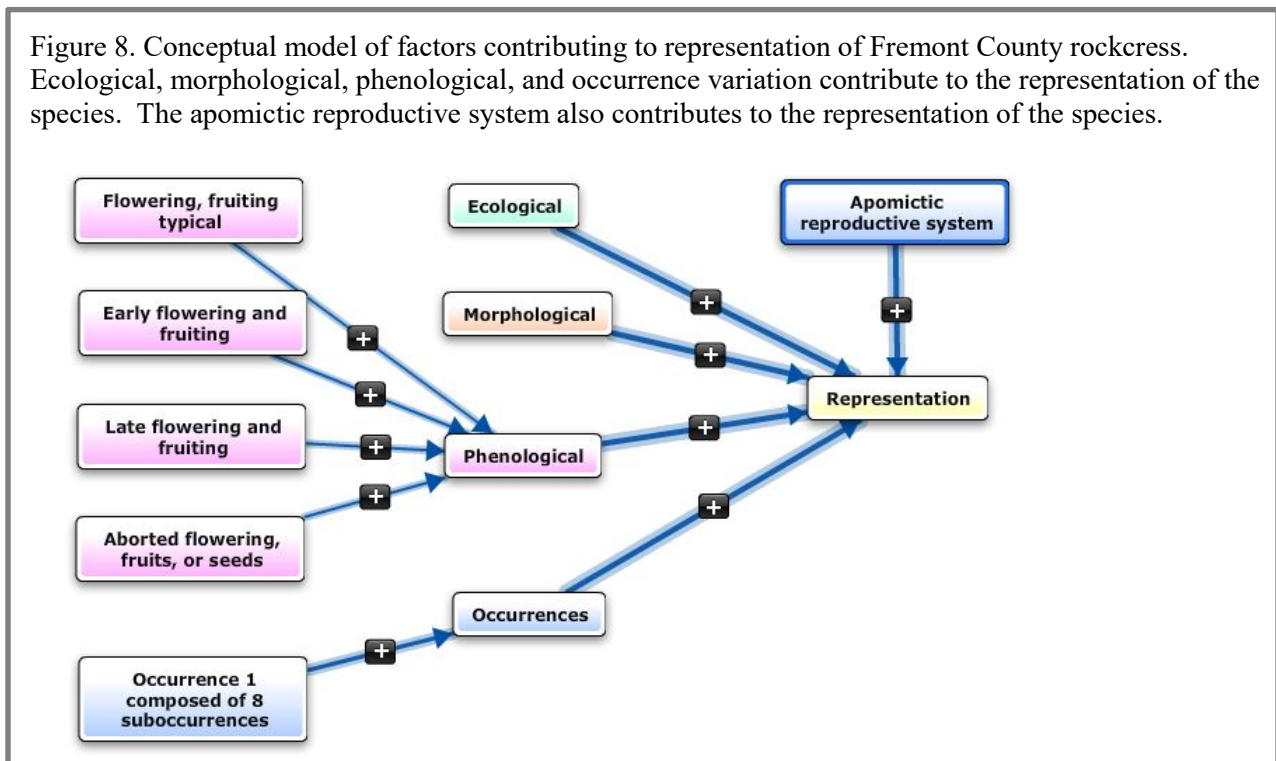 Figure 8. Conceptual model of factors contributing to representation of Fremont County rockcress.
Ecological, morphological, phenological, and occurrence variation contribute to the representation of the
species.  The apomictic reproductive system also contributes to the representation of the species.
Flowering, fruiting
typical
Ecological
Apomictic
reproductive system
Early flowering and
fruiting
Morphological
Representation
Late flowering and
fruiting
Phenological
Aborted flowering,
fruits, or seeds
Occurrences
Occurrence 1
composed of 8
suboccurrences